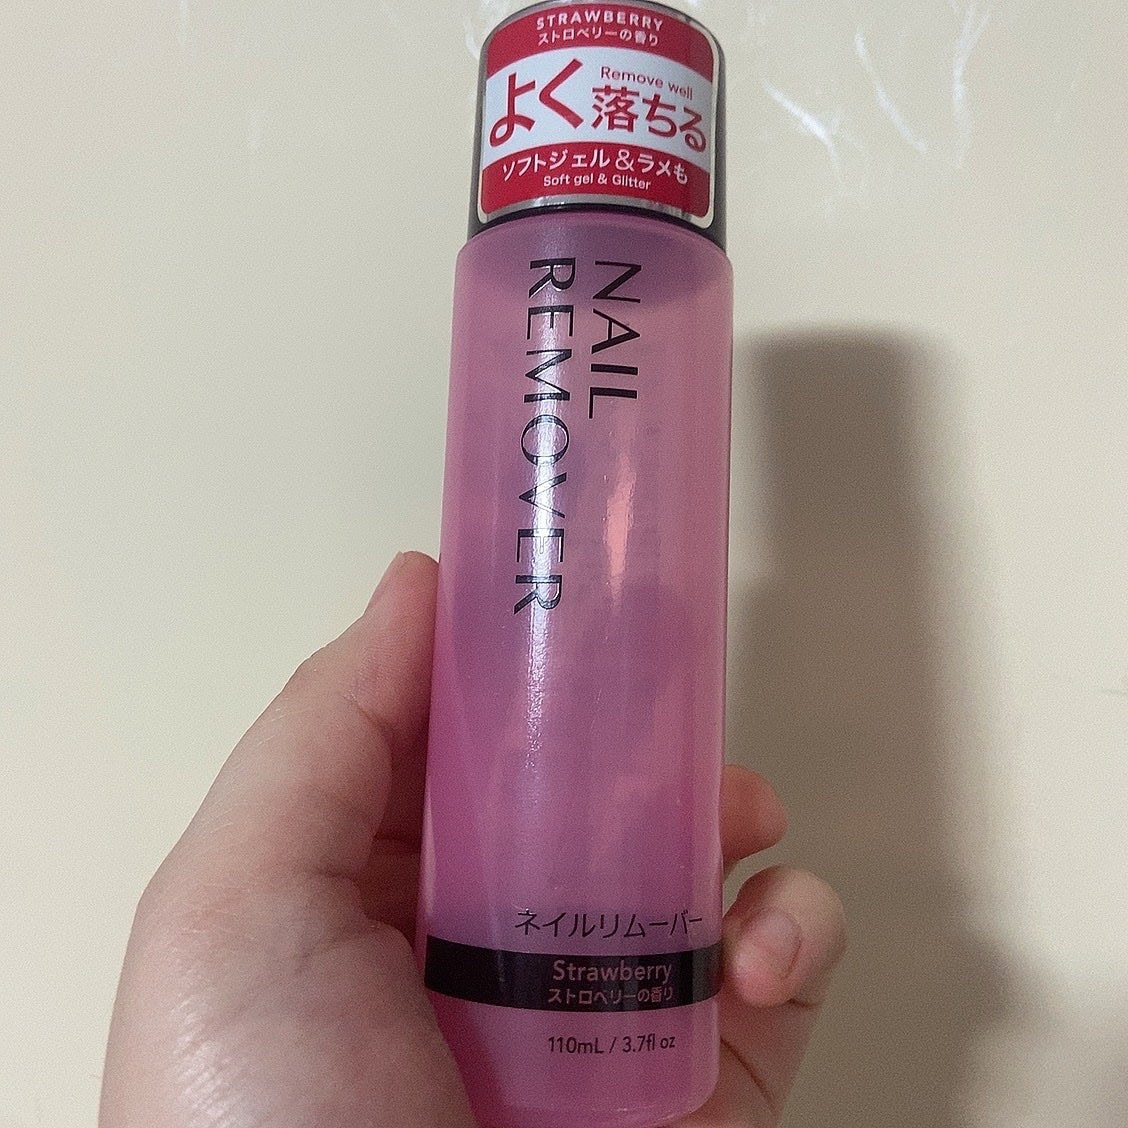 STRAWBERRY
ストロベリーの香り
Remove well
よく落ちる
ソフトジェル&ラメも
Soft gel & Glitter
NAIL
REMOVER
ネイルリムーバー
Strawberry
ストロベリーの香り
110mL / 3.7fl oz